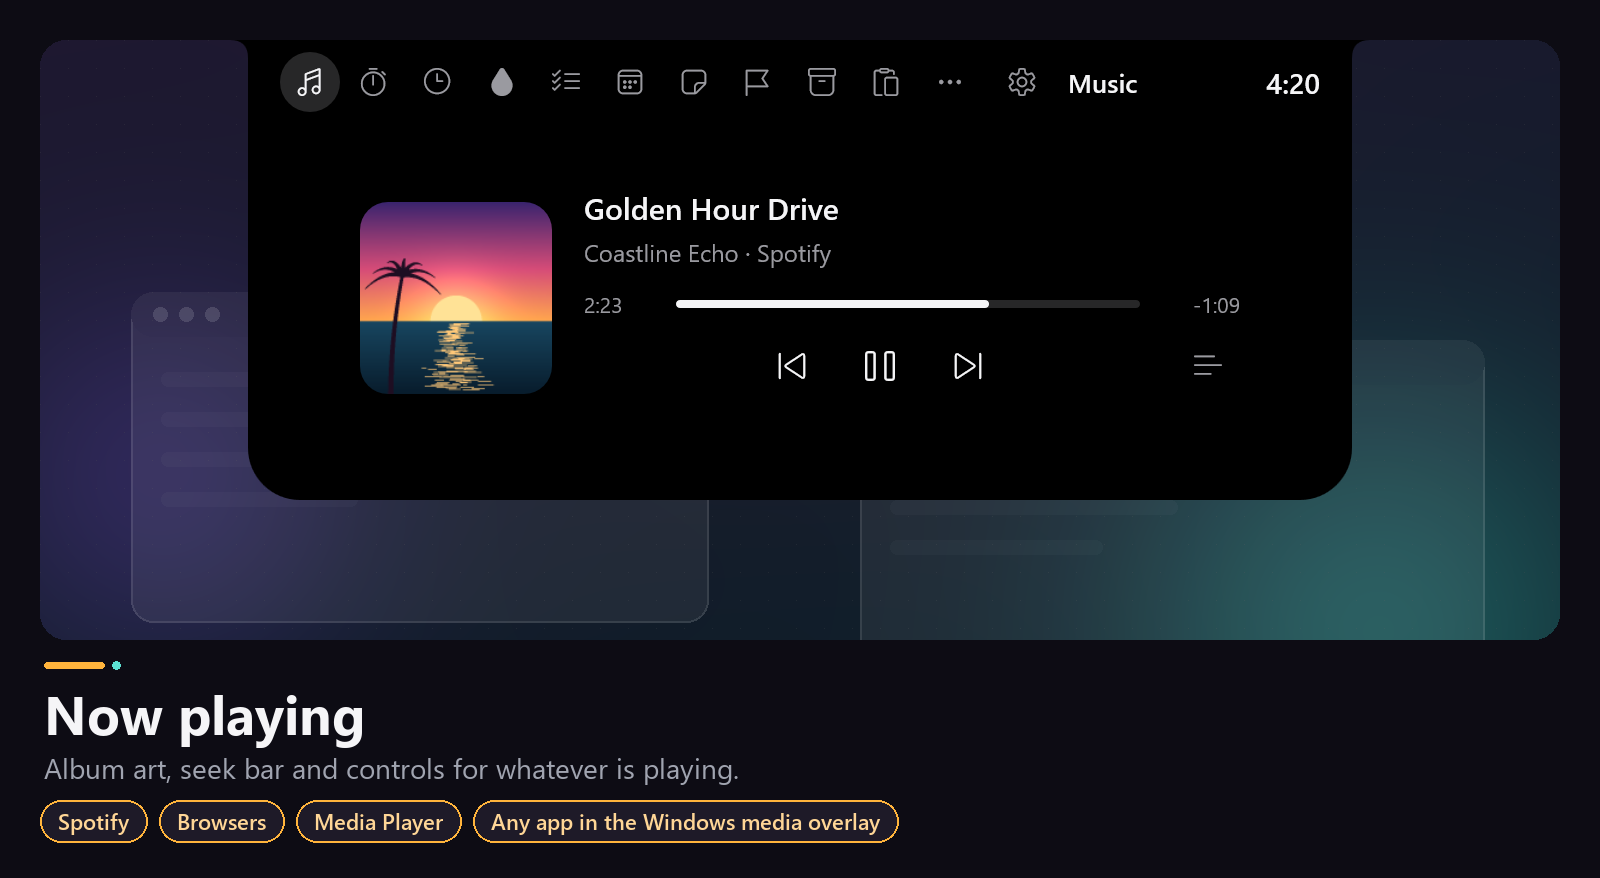 Music 4:20
Golden Hour Drive
Coastline Echo · Spotify
2:23 -1:09
Now playing
Album art, seek bar and controls for whatever is playing.
Spotify Browsers Media Player Any app in the Windows media overlay